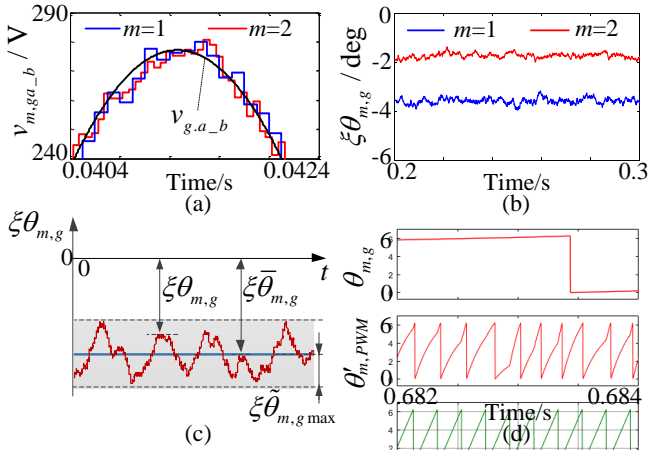 290
m=1
m=2
v_{m,ga_b} / V
v_{g.a_b}
240
0.0404
Time/s
0.0424
(a)
0
m=1
m=2
ξθ_{m,g} / deg
-2
-4
-6
0.2
Time/s
0.3
(b)
ξθ_{m,g}
0
0
t
ξθ_{m,g}
ξθ̄_{m,g}
ξθ̃_{m,g max}
(c)
6
θ_{m,g}
0
6
θ′_{m,PWM}
0
0.682
0.684
Time/s
6
4
2
(d)